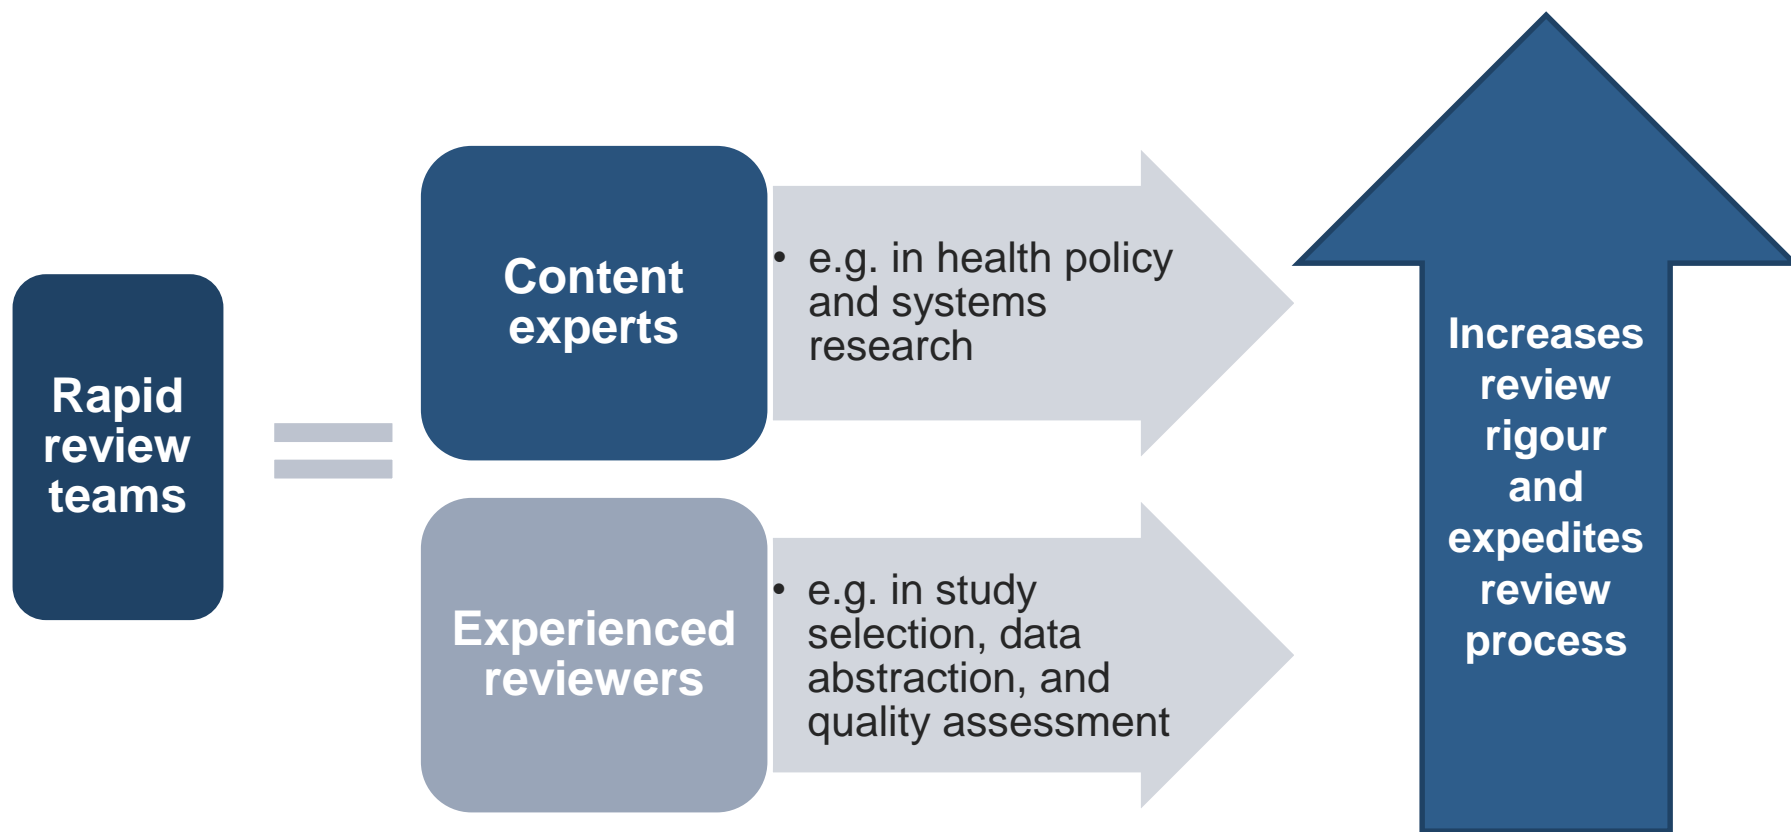 Rapid
review
teams
Content
experts
• e.g. in health policy
and systems
research
Experienced
reviewers
• e.g. in study
selection, data
abstraction, and
quality assessment
Increases
review
rigour
and
expedites
review
process